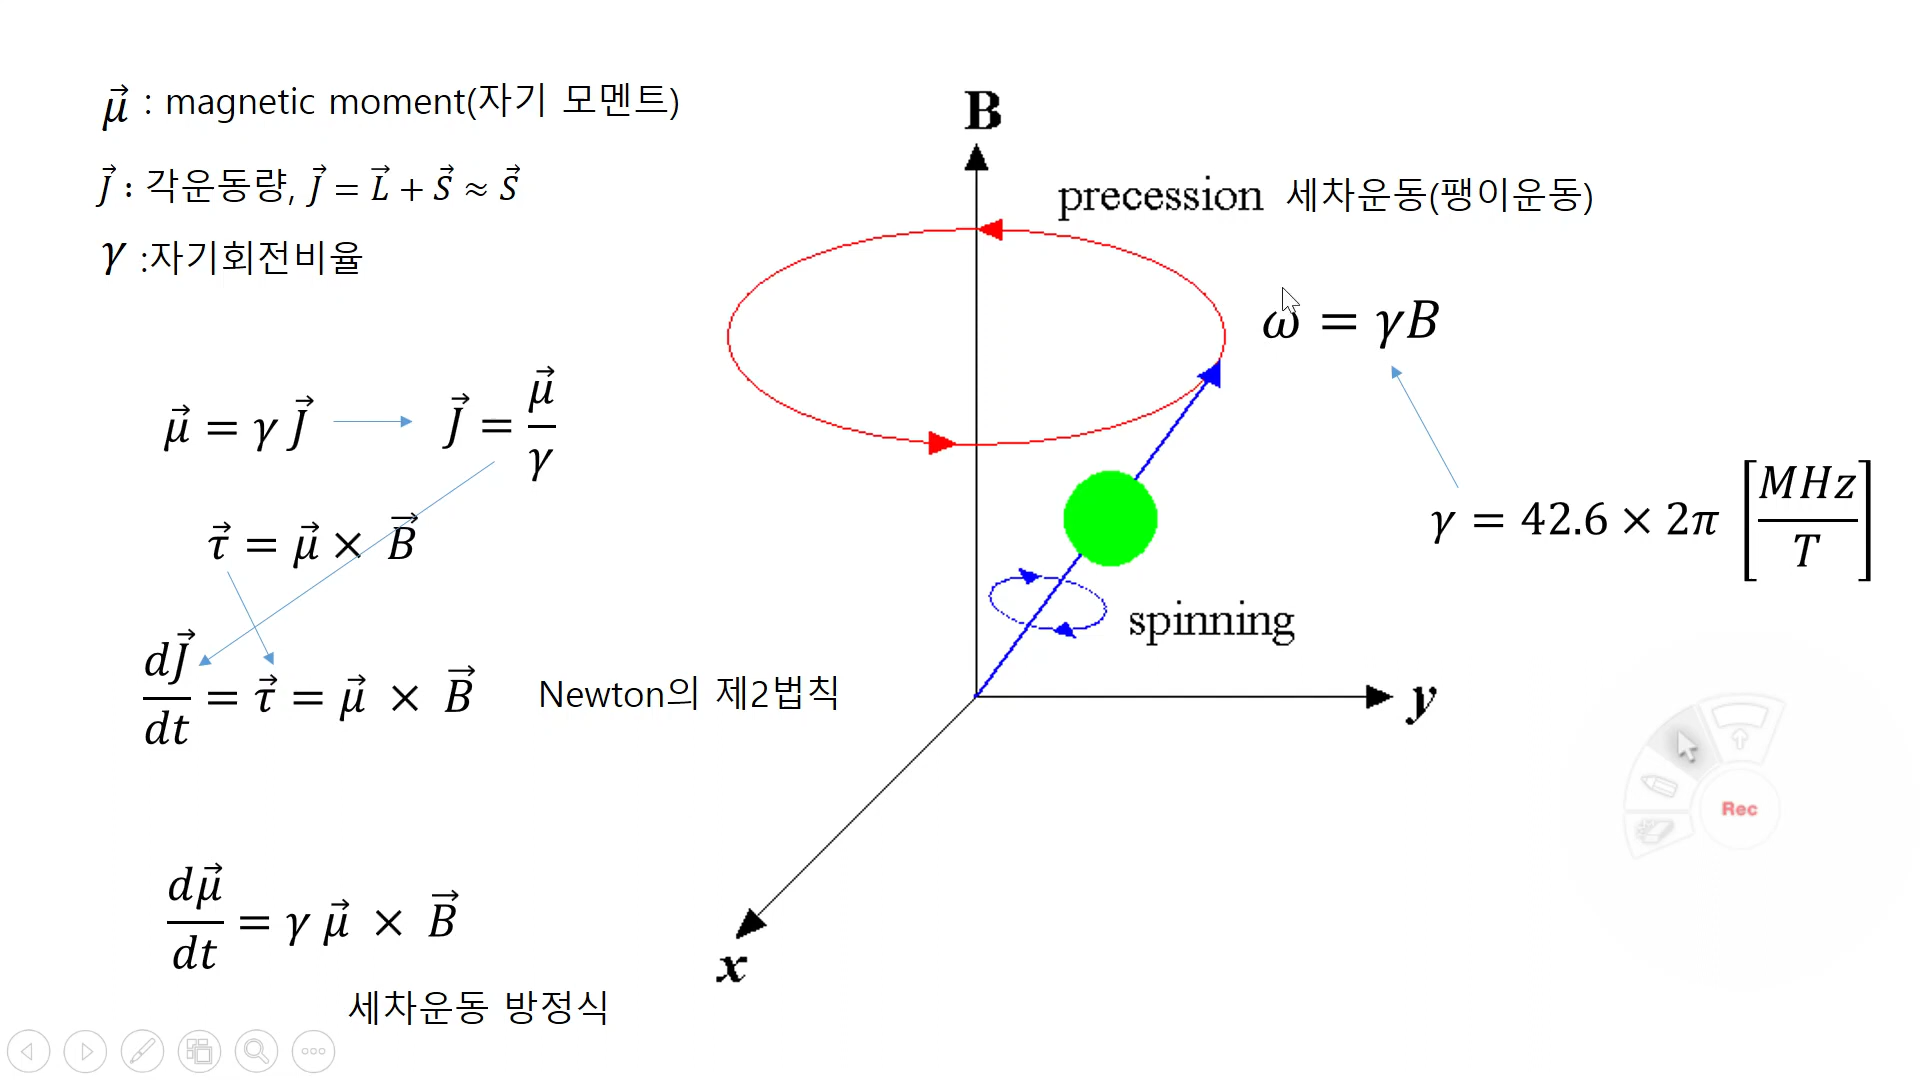 μ⃗ : magnetic moment(자기 모멘트)
J⃗ : 각운동량, J⃗ = L⃗ + S⃗ ≈ S⃗
γ :자기회전비율
μ⃗ = γ J⃗
J⃗ = μ⃗ / γ
τ⃗ = μ⃗ × B⃗
dJ⃗/dt = τ⃗ = μ⃗ × B⃗
Newton의 제2법칙
dμ⃗/dt = γ μ⃗ × B⃗
세차운동 방정식
B
precession 세차운동(팽이운동)
ω = γB
γ = 42.6 × 2π [MHz/T]
spinning
y
x
Rec